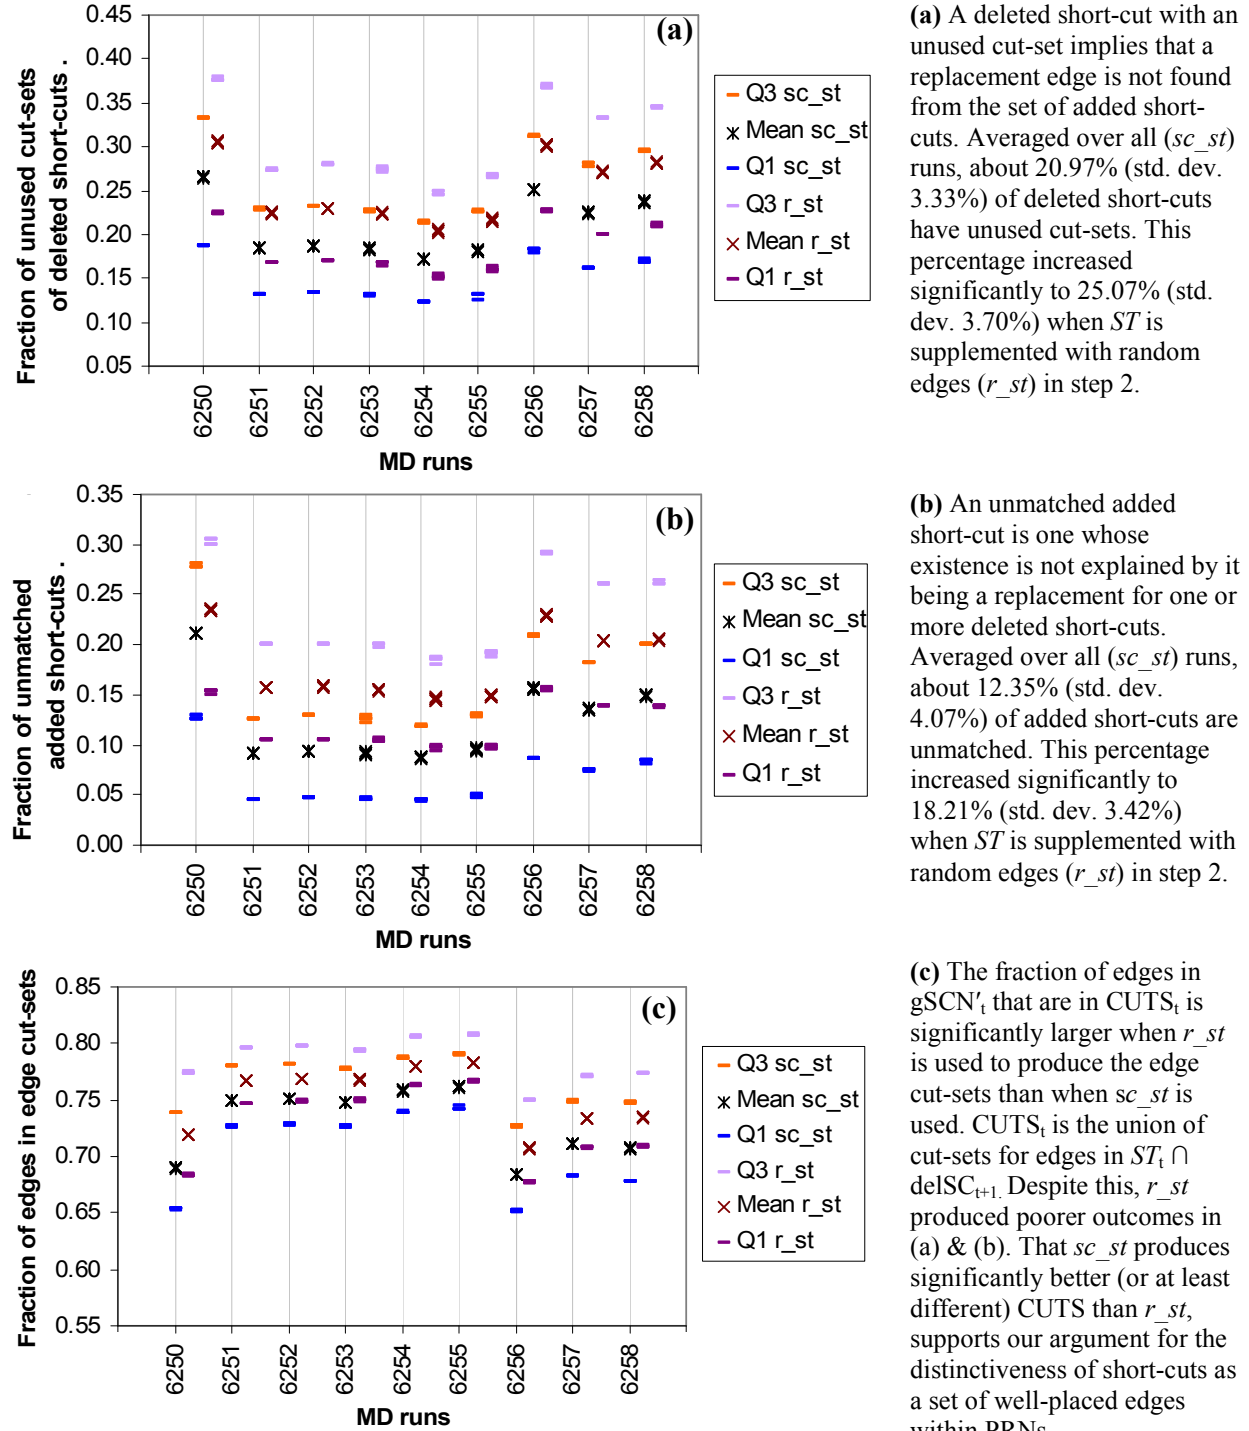 (a)
Fraction of unused cut-sets
of deleted short-cuts .
0.45
0.40
0.35
0.30
0.25
0.20
0.15
0.10
0.05
6250
6251
6252
6253
6254
6255
6256
6257
6258
MD runs
Q3 sc_st
Mean sc_st
Q1 sc_st
Q3 r_st
Mean r_st
Q1 r_st
(a) A deleted short-cut with an
unused cut-set implies that a
replacement edge is not found
from the set of added short-
cuts. Averaged over all (sc_st)
runs, about 20.97% (std. dev.
3.33%) of deleted short-cuts
have unused cut-sets. This
percentage increased
significantly to 25.07% (std.
dev. 3.70%) when ST is
supplemented with random
edges (r_st) in step 2.
(b)
Fraction of unmatched
added short-cuts .
0.35
0.30
0.25
0.20
0.15
0.10
0.05
0.00
6250
6251
6252
6253
6254
6255
6256
6257
6258
MD runs
Q3 sc_st
Mean sc_st
Q1 sc_st
Q3 r_st
Mean r_st
Q1 r_st
(b) An unmatched added
short-cut is one whose
existence is not explained by it
being a replacement for one or
more deleted short-cuts.
Averaged over all (sc_st) runs,
about 12.35% (std. dev.
4.07%) of added short-cuts are
unmatched. This percentage
increased significantly to
18.21% (std. dev. 3.42%)
when ST is supplemented with
random edges (r_st) in step 2.
(c)
Fraction of edges in edge cut-sets
0.85
0.80
0.75
0.70
0.65
0.60
0.55
6250
6251
6252
6253
6254
6255
6256
6257
6258
MD runs
Q3 sc_st
Mean sc_st
Q1 sc_st
Q3 r_st
Mean r_st
Q1 r_st
(c) The fraction of edges in
gSCN′t that are in CUTSt is
significantly larger when r_st
is used to produce the edge
cut-sets than when sc_st is
used. CUTSt is the union of
cut-sets for edges in STt ∩
delSCt+1. Despite this, r_st
produced poorer outcomes in
(a) & (b). That sc_st produces
significantly better (or at least
different) CUTS than r_st,
supports our argument for the
distinctiveness of short-cuts as
a set of well-placed edges
within PRNs